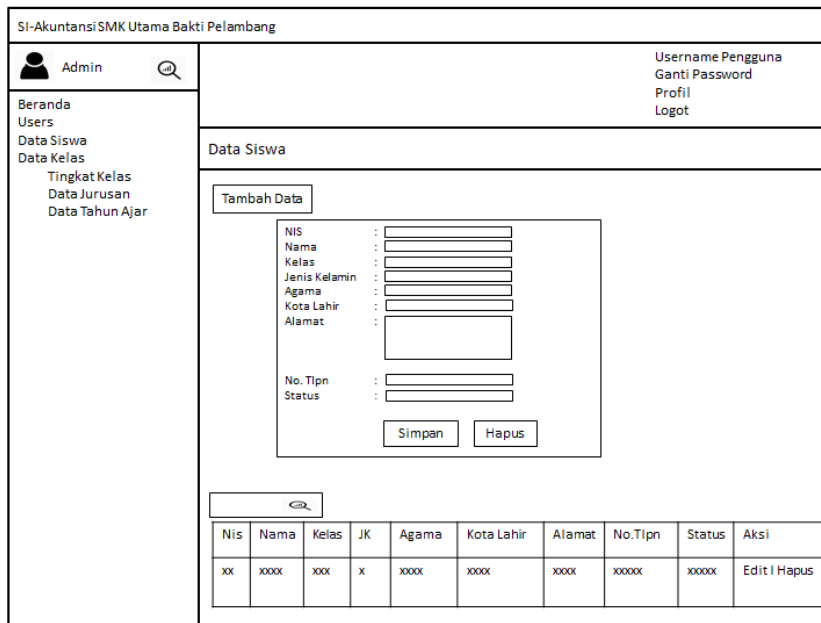 SI-Akuntansi SMK Utama Bakti Pelambang
Admin
Username Pengguna
Ganti Password
Profil
Logot
Beranda
Users
Data Siswa
Data Kelas
Tingkat Kelas
Data Jurusan
Data Tahun Ajar
Data Siswa
Tambah Data
NIS :
Nama :
Kelas :
Jenis Kelamin :
Agama :
Kota Lahir :
Alamat :
No. Tlpn :
Status :
Simpan Hapus
Nis Nama Kelas JK Agama Kota Lahir Alamat No.Tlpn Status Aksi
xx xxxx xxx x xxxx xxxx xxxx xxxxx xxxxx Edit I Hapus